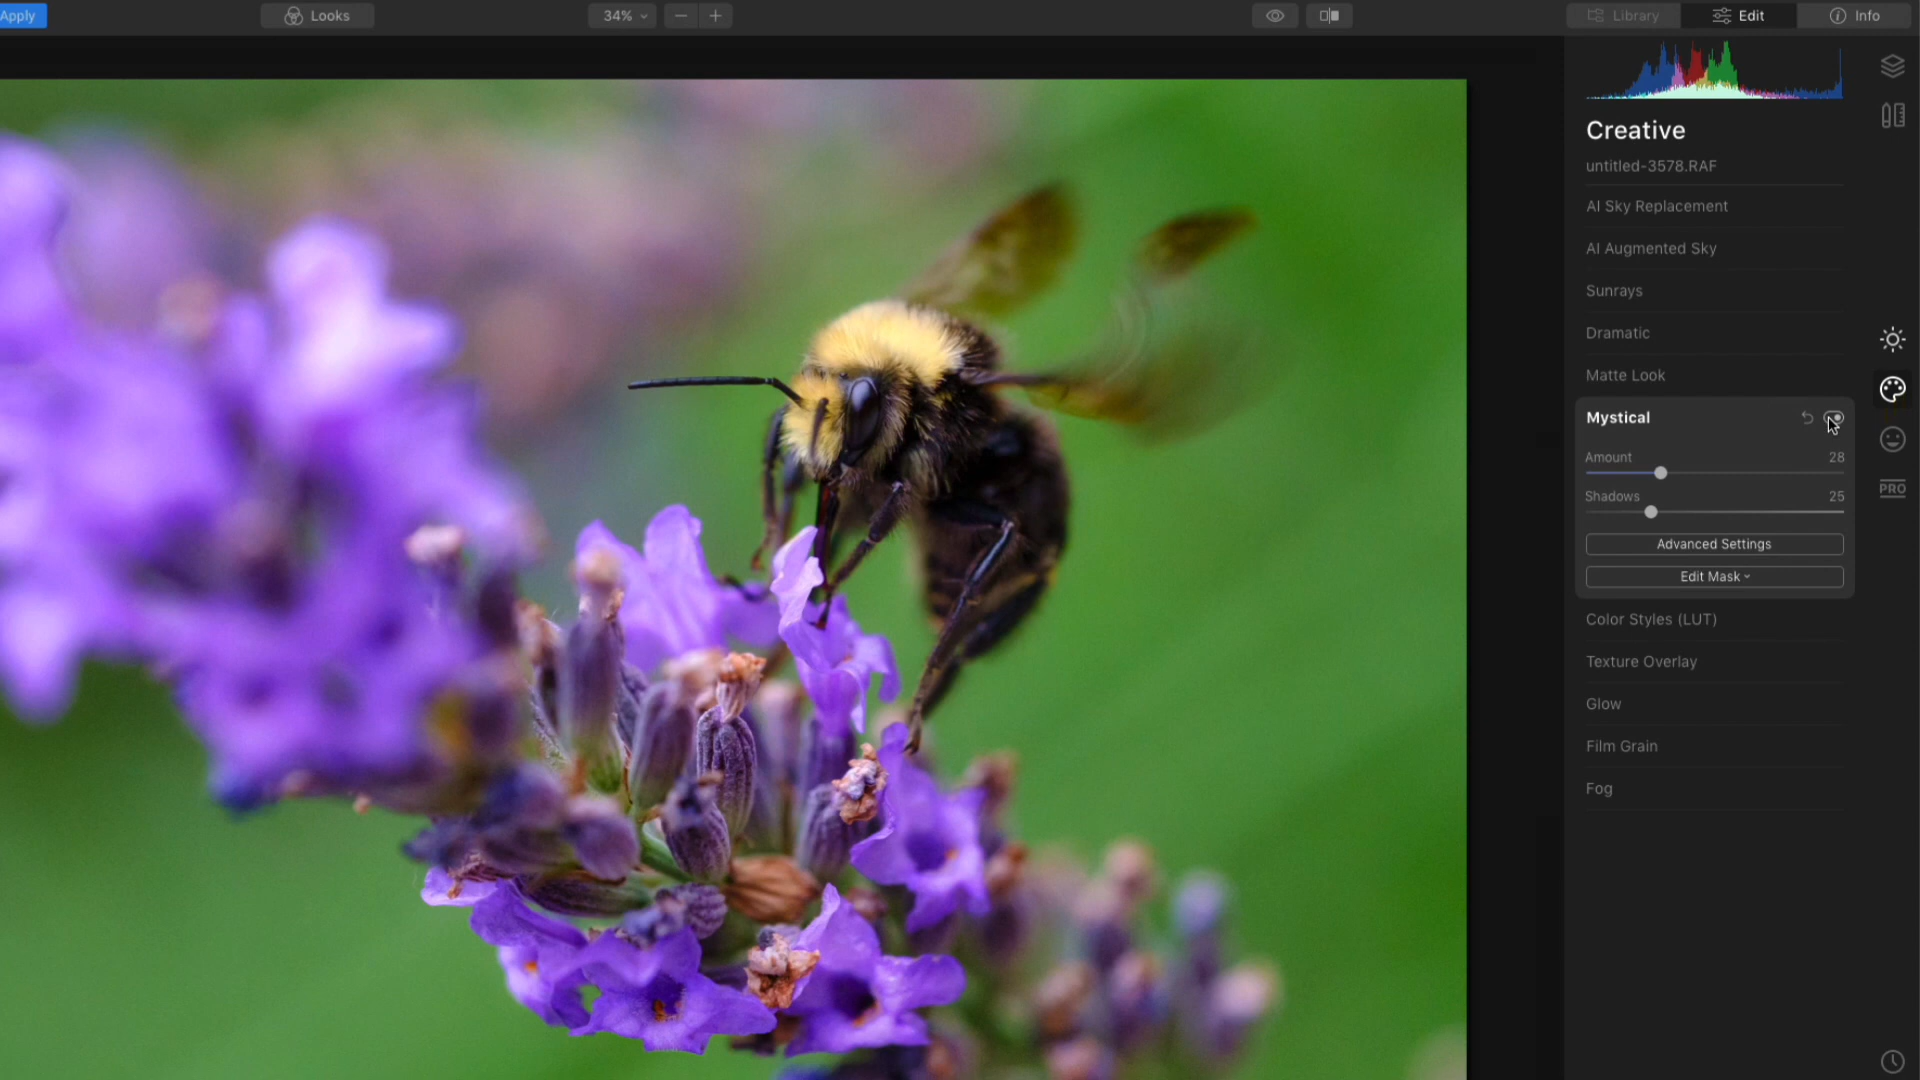 Apply
Looks
34%
Library
Edit
Info
Creative
untitled-3578.RAF
AI Sky Replacement
AI Augmented Sky
Sunrays
Dramatic
Matte Look
Mystical
Amount 28
Shadows 25
Advanced Settings
Edit Mask
Color Styles (LUT)
Texture Overlay
Glow
Film Grain
Fog
PRO